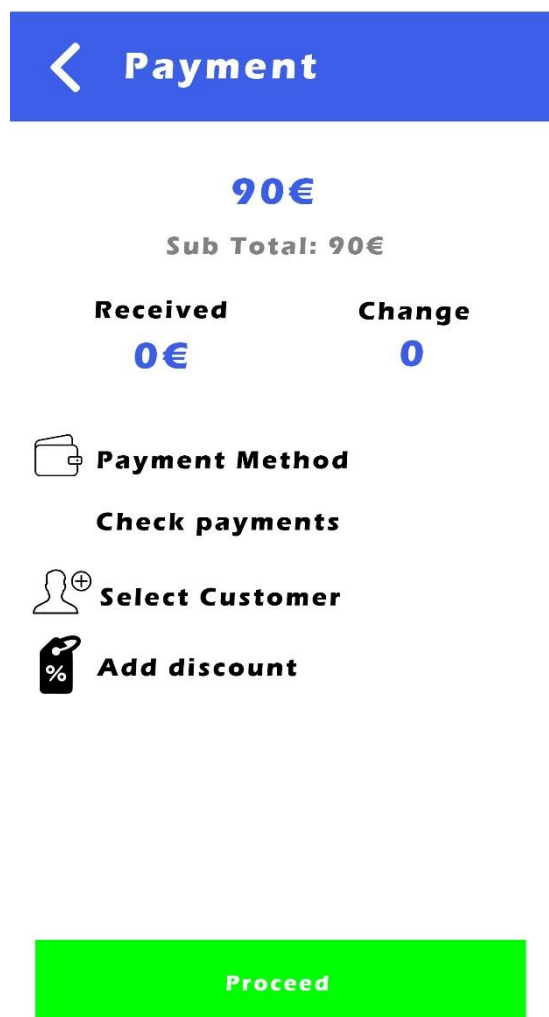 Payment
90€
Sub Total: 90€
Received Change
0€ 0
Payment Method
Check payments
Select Customer
%
Add discount
Proceed